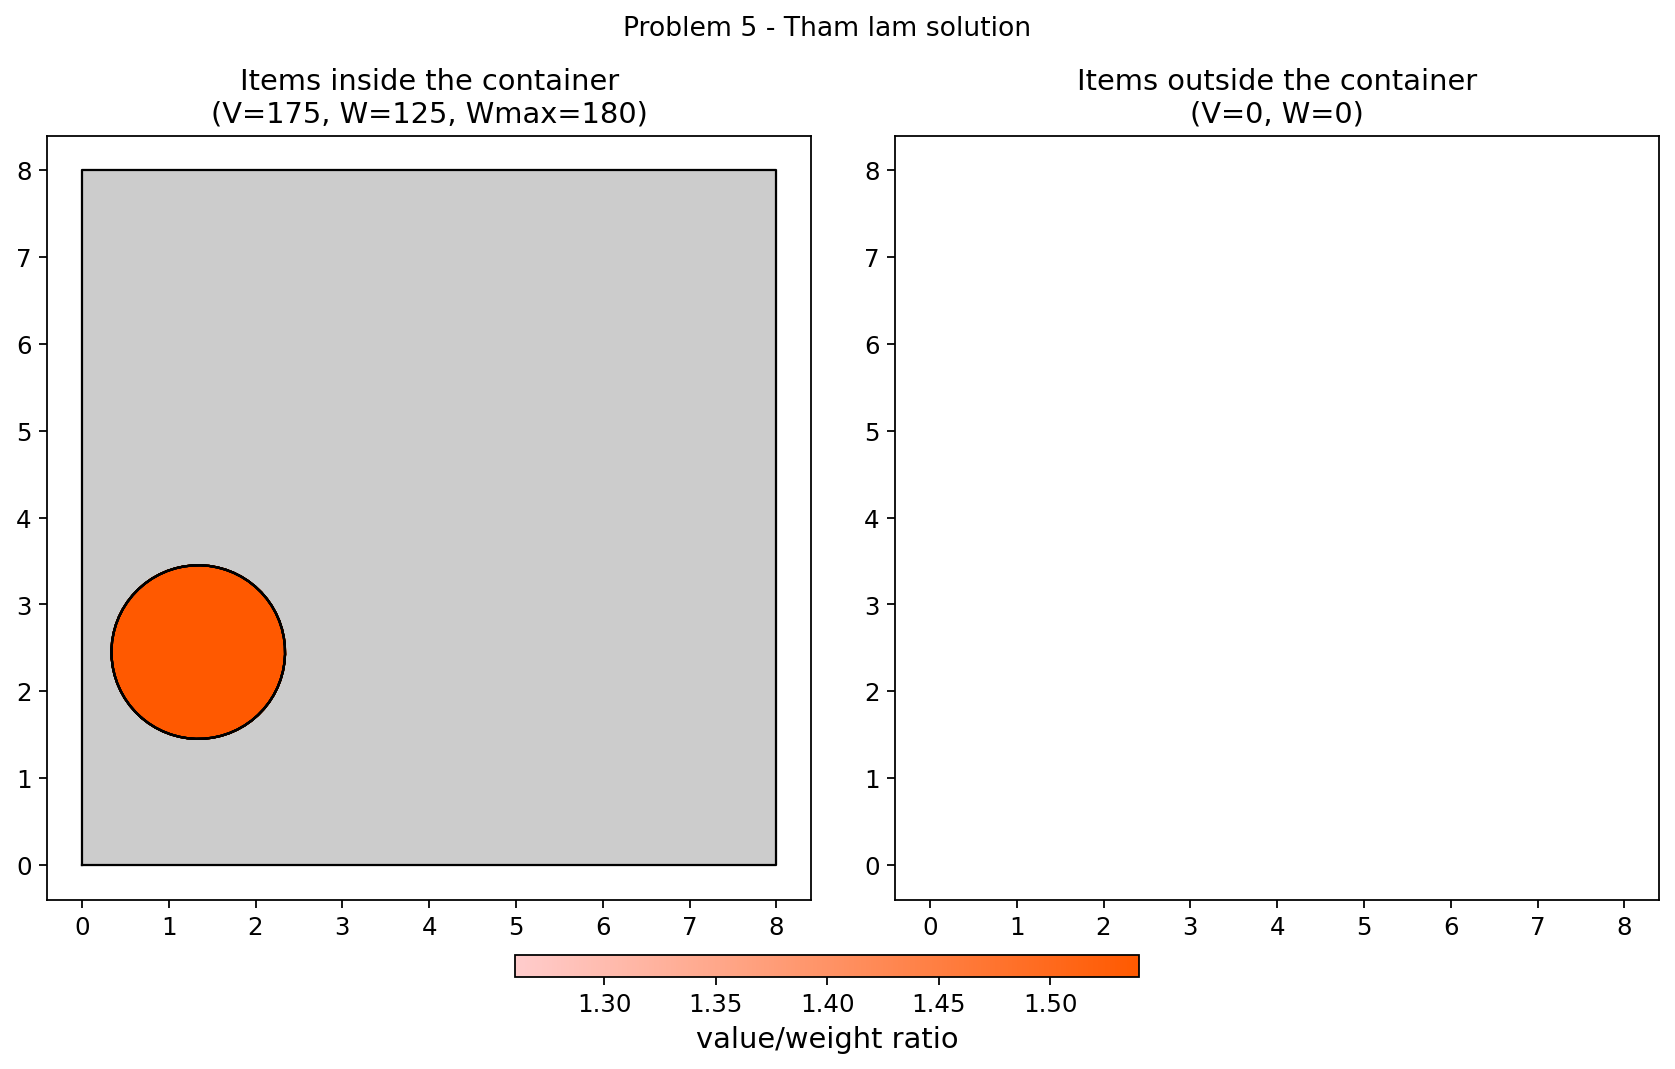 Problem 5 - Tham lam solution
Items inside the container
(V=175, W=125, Wmax=180)
8
7
6
5
4
3
2
1
0
0 1 2 3 4 5 6 7 8
Items outside the container
(V=0, W=0)
8
7
6
5
4
3
2
1
0
0 1 2 3 4 5 6 7 8
1.30 1.35 1.40 1.45 1.50
value/weight ratio